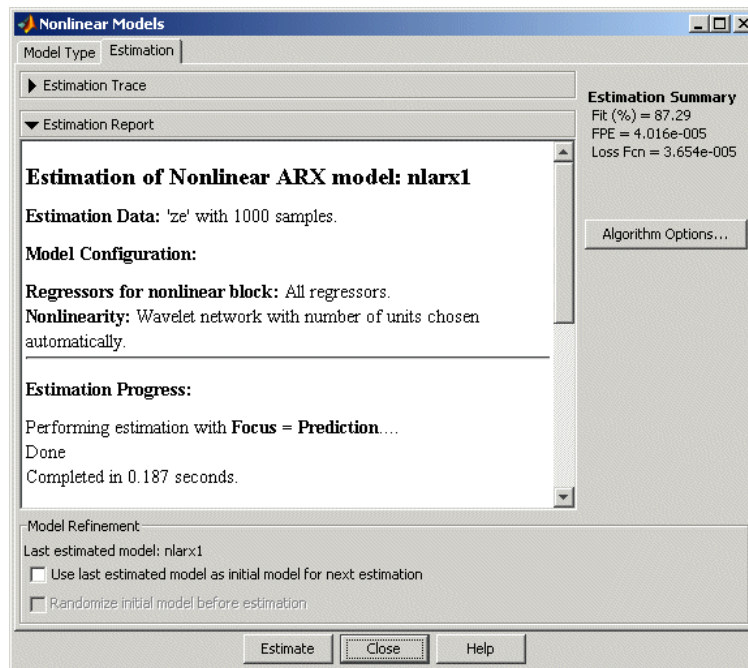 Nonlinear Models
Model Type
Estimation
Estimation Trace
Estimation Report
Estimation of Nonlinear ARX model: nlarx1
Estimation Data: 'ze' with 1000 samples.
Model Configuration:
Regressors for nonlinear block: All regressors.
Nonlinearity: Wavelet network with number of units chosen
automatically.
Estimation Progress:
Performing estimation with Focus = Prediction....
Done
Completed in 0.187 seconds.
Estimation Summary
Fit (%) = 87.29
FPE = 4.016e-005
Loss Fcn = 3.654e-005
Algorithm Options...
Model Refinement
Last estimated model: nlarx1
Use last estimated model as initial model for next estimation
Randomize initial model before estimation
Estimate
Close
Help